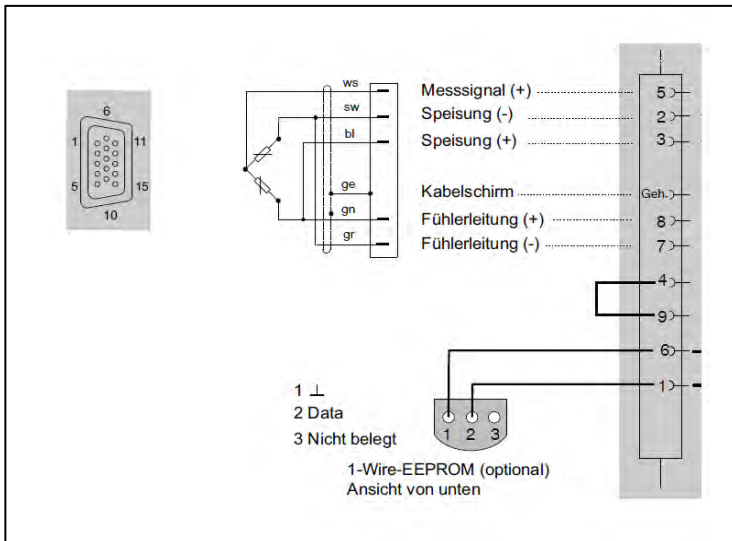 6
1
11
5
15
10
ws
sw
bl
ge
gn
gr
Messsignal (+)
Speisung (-)
Speisung (+)
Kabelschirm
Fühlerleitung (+)
Fühlerleitung (-)
5
2
3
Geh.
8
7
4
9
6
1
1 ⊥
2 Data
3 Nicht belegt
1 2 3
1-Wire-EEPROM (optional)
Ansicht von unten